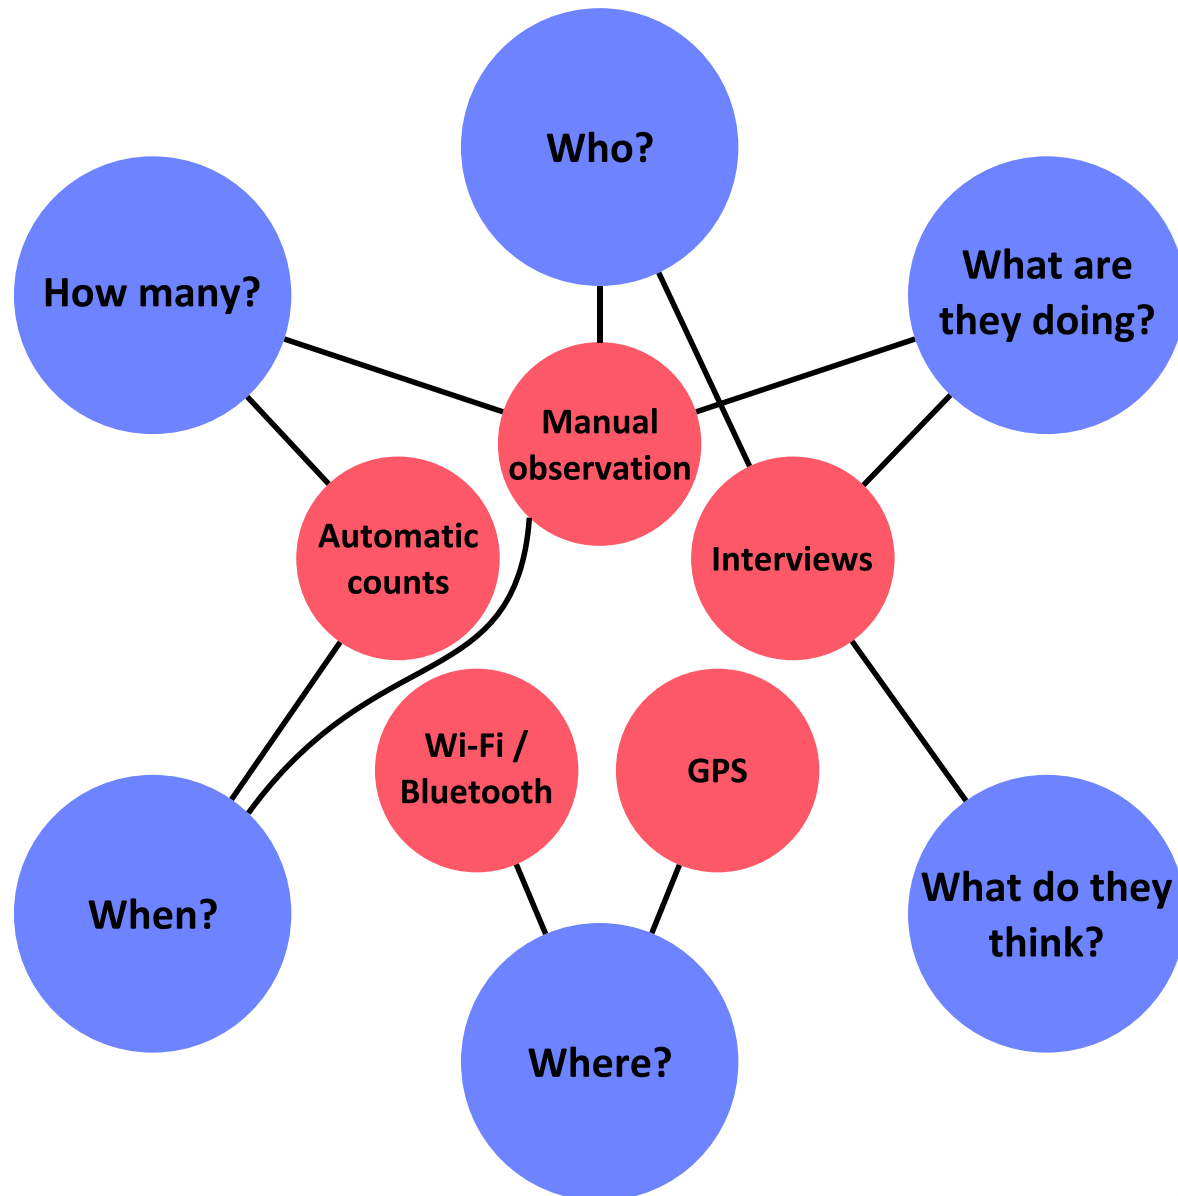 Who?
How many?
What are
they doing?
Manual
observation
Automatic
counts
Interviews
Wi-Fi /
Bluetooth
GPS
When?
What do they
think?
Where?